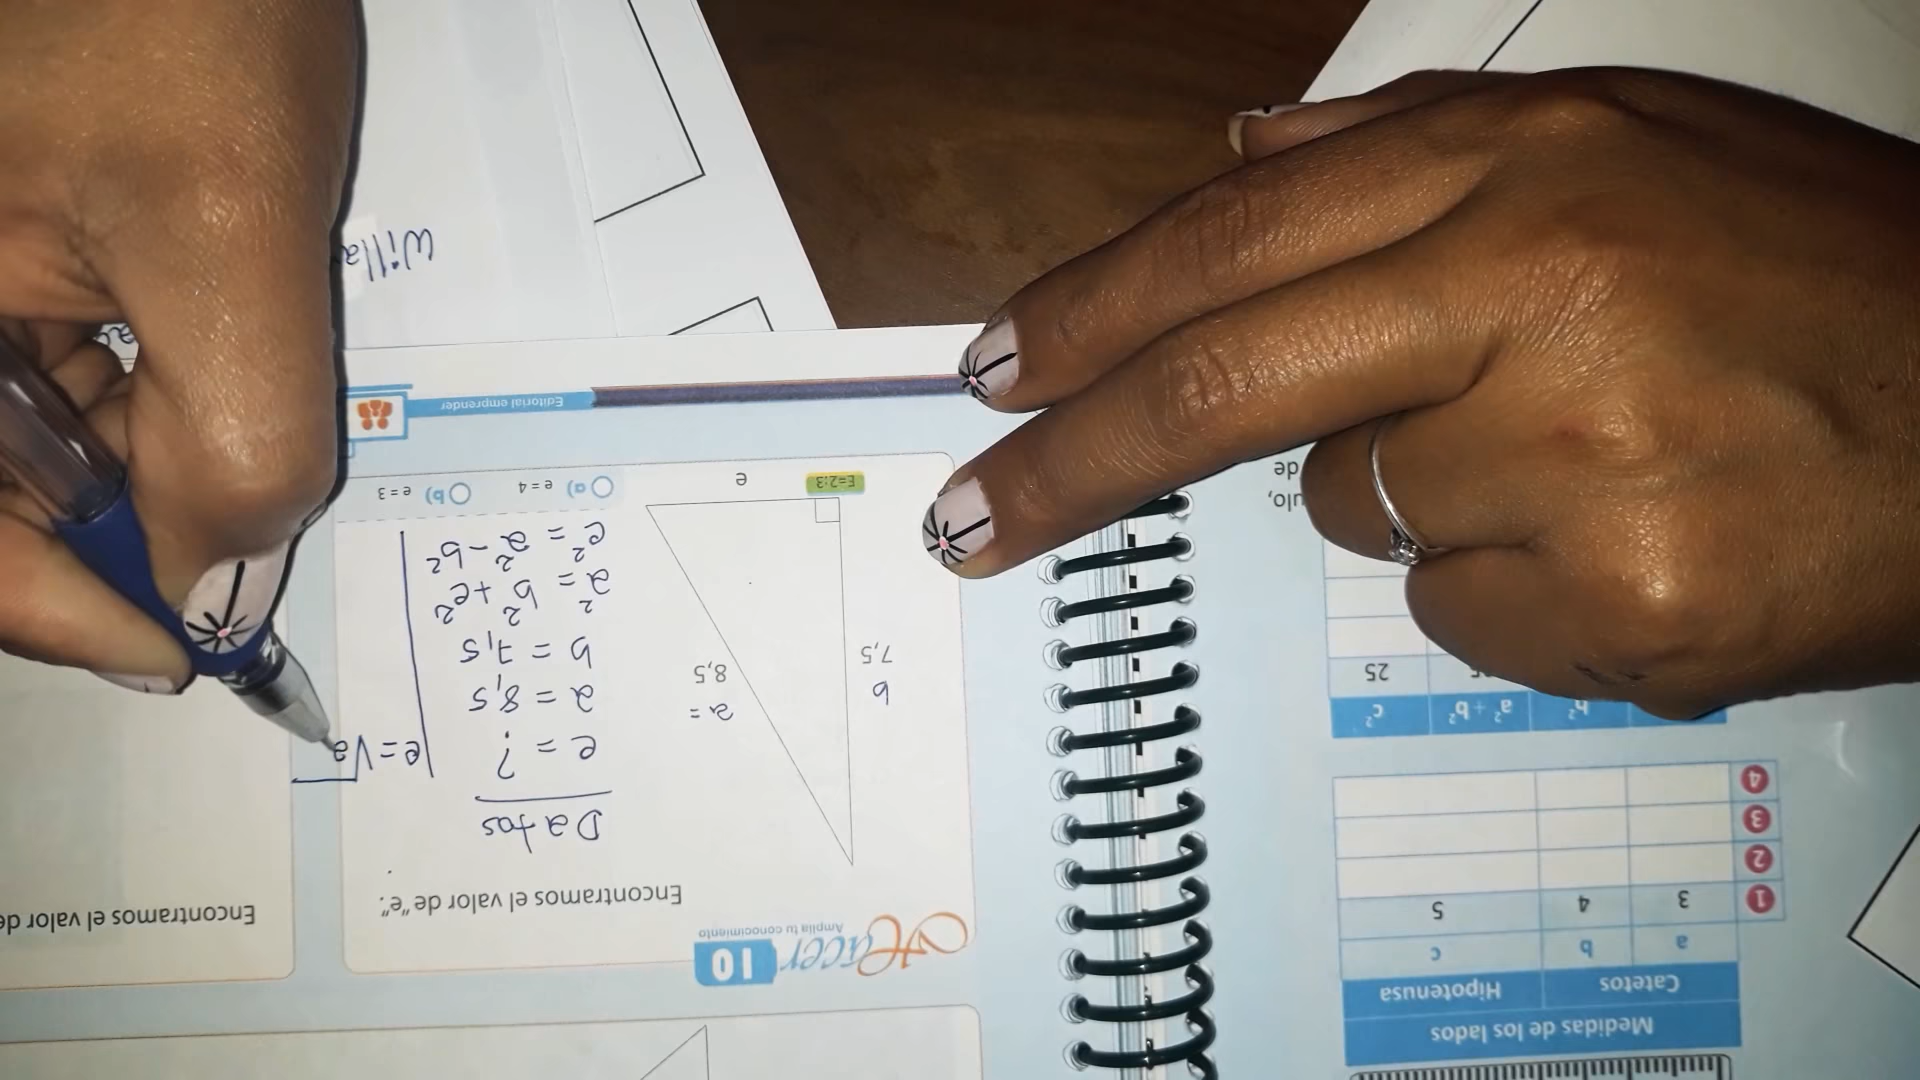 Medidas de los lados
Catetos Hipotenusa
a b c
1 3 4 5
2
3
4
b² a² + b² c²
25
de
Hacer 10
Amplia tu conocimiento
Encontramos el valor de "e".
Datos
e = ?
a = 8,5
b = 7,5
a² = b² + e²
e² = a² - b²
e = √a
b
7,5
a =
8,5
E=2:3
e
a) e = 4 b) e = 3
Editorial emprender
Encontramos el valor de
Willa